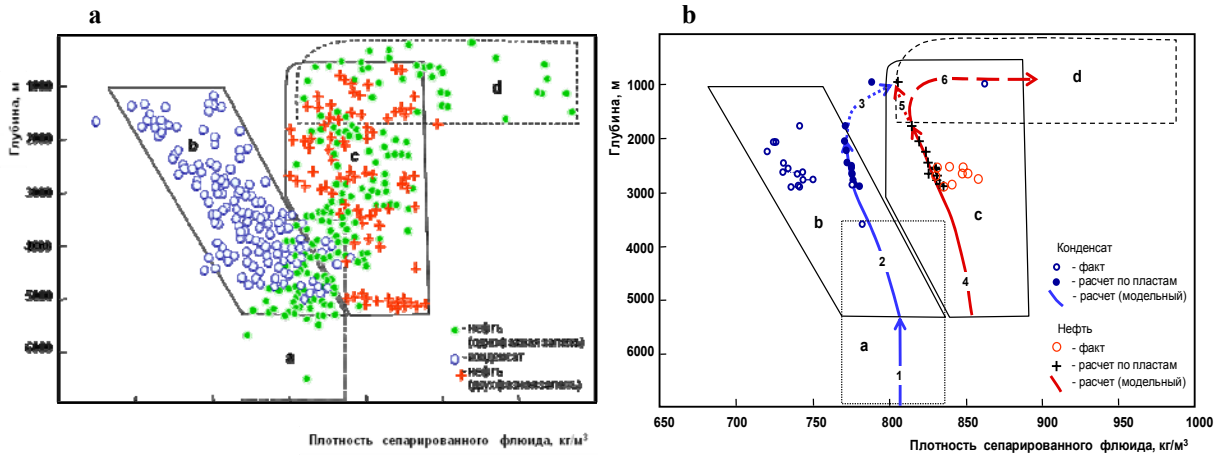 a
Глубина, м
1000
2000
3000
4000
5000
6000
b
c
d
a
- нефть
(однофазная залежь)
- конденсат
- нефть
(двухфазная залежь)
Плотность сепарированного флюида, кг/м³
b
Глубина, м
1000
2000
3000
4000
5000
6000
650
700
750
800
850
900
950
1000
d
b
c
a
1
2
3
4
5
6
Конденсат
- факт
- расчет по пластам
- расчет (модельный)
Нефть
- факт
- расчет по пластам
- расчет (модельный)
Плотность сепарированного флюида, кг/м³